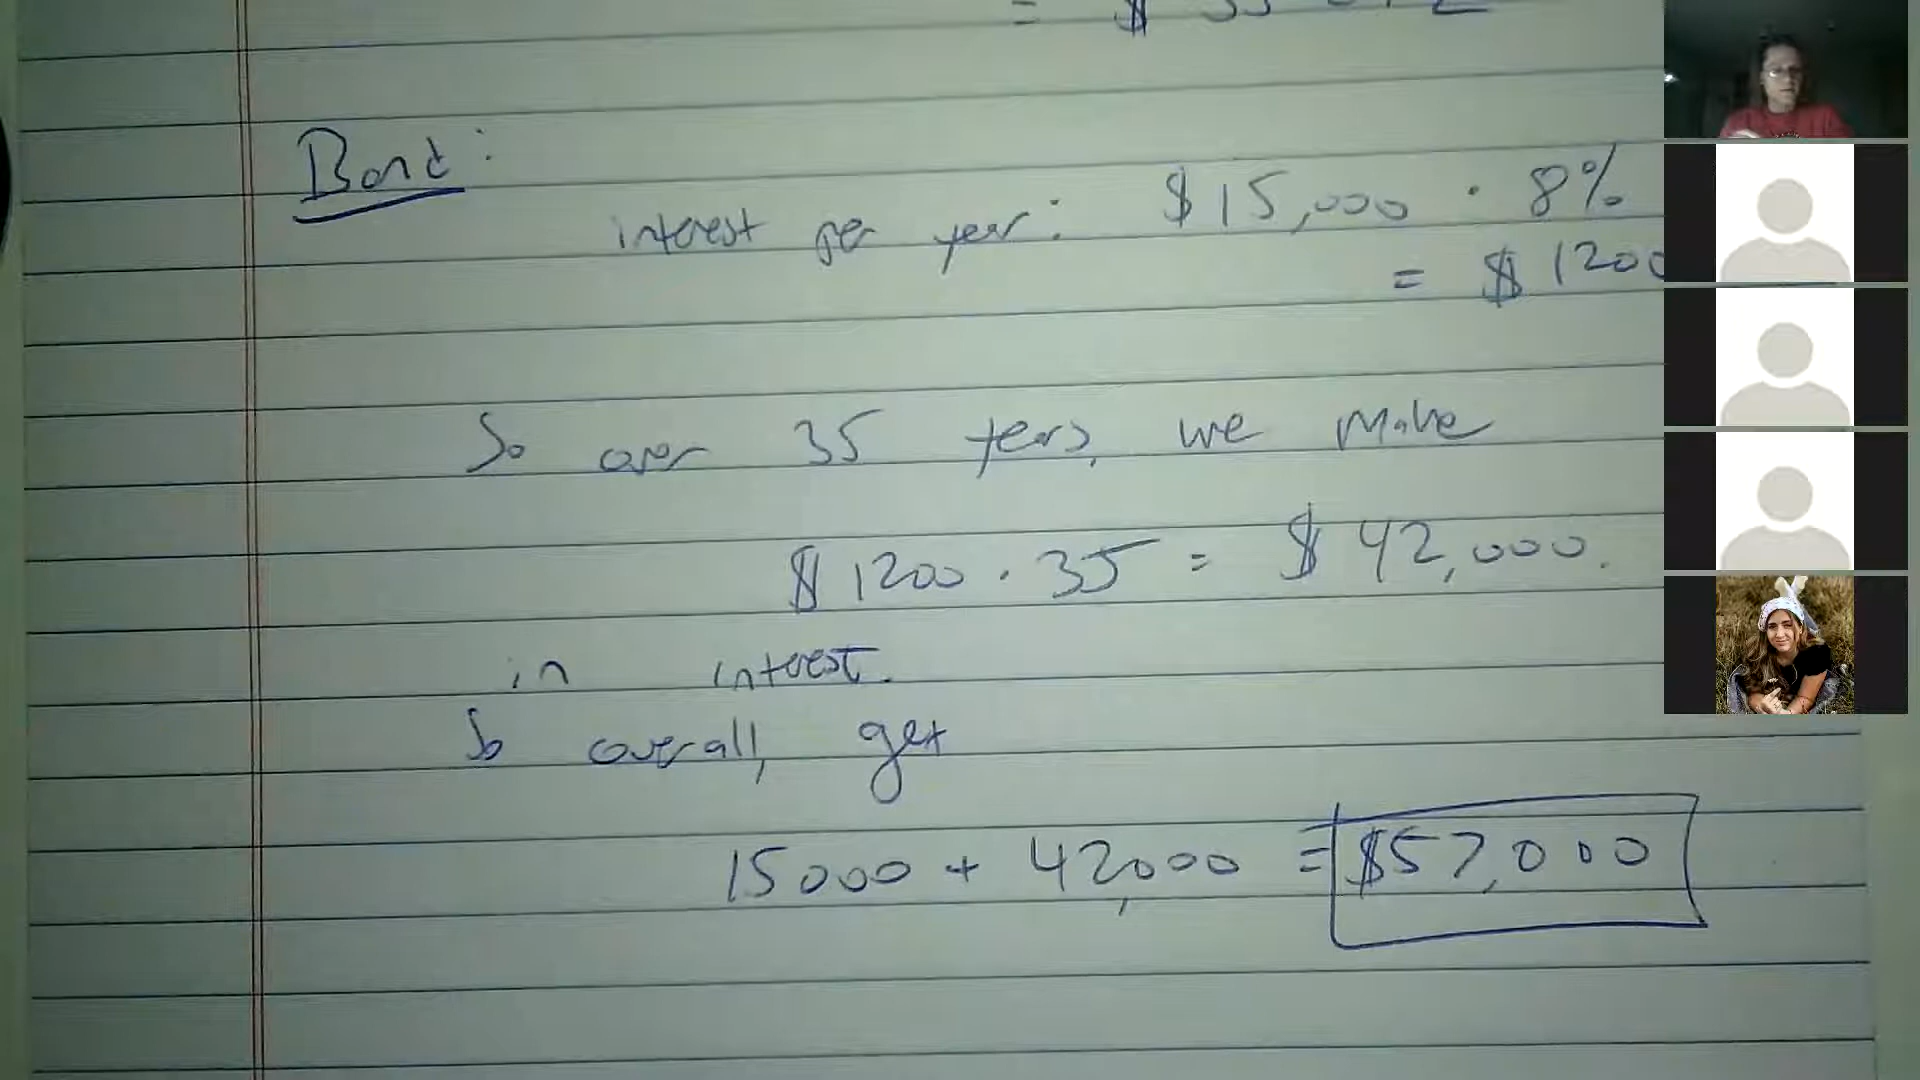 Bond:
interest per year: $15,000 · 8%
= $1200
So over 35 years, we make
$1200 · 35 = $42,000.
in interest.
So overall, get
15000 + 42,000 = $57,000